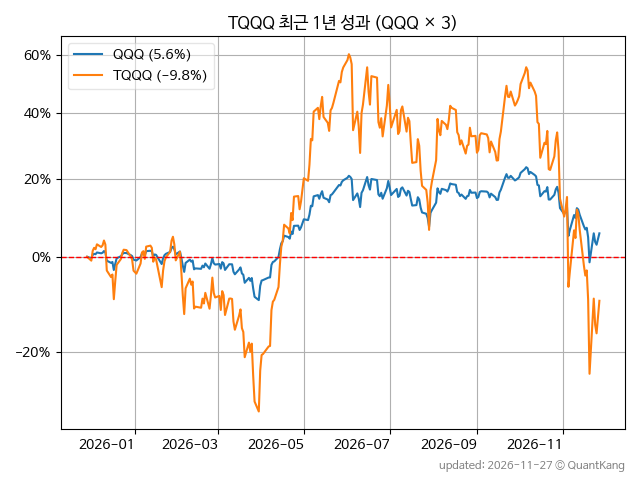 TQQQ 최근 1년 성과 (QQQ × 3)
QQQ (5.6%)
TQQQ (−9.8%)
60%
40%
20%
0%
−20%
2026−01
2026−03
2026−05
2026−07
2026−09
2026−11
updated: 2026−11−27 © QuantKang